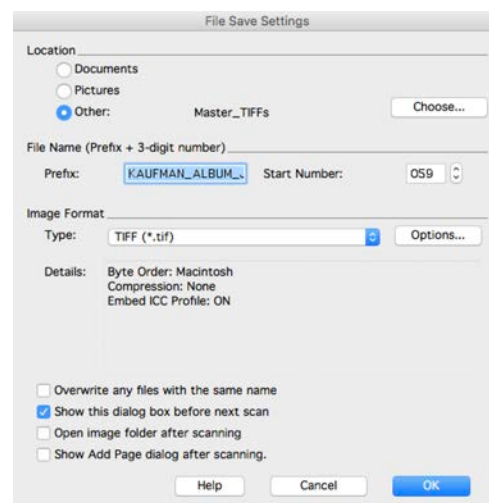 File Save Settings
Location
Documents
Pictures
Other: Master_TIFFs Choose...
File Name (Prefix + 3-digit number)
Prefix: KAUFMAN_ALBUM_ Start Number: 059
Image Format
Type: TIFF (*.tif) Options...
Details: Byte Order: Macintosh
Compression: None
Embed ICC Profile: ON
Overwrite any files with the same name
Show this dialog box before next scan
Open image folder after scanning
Show Add Page dialog after scanning.
Help Cancel OK